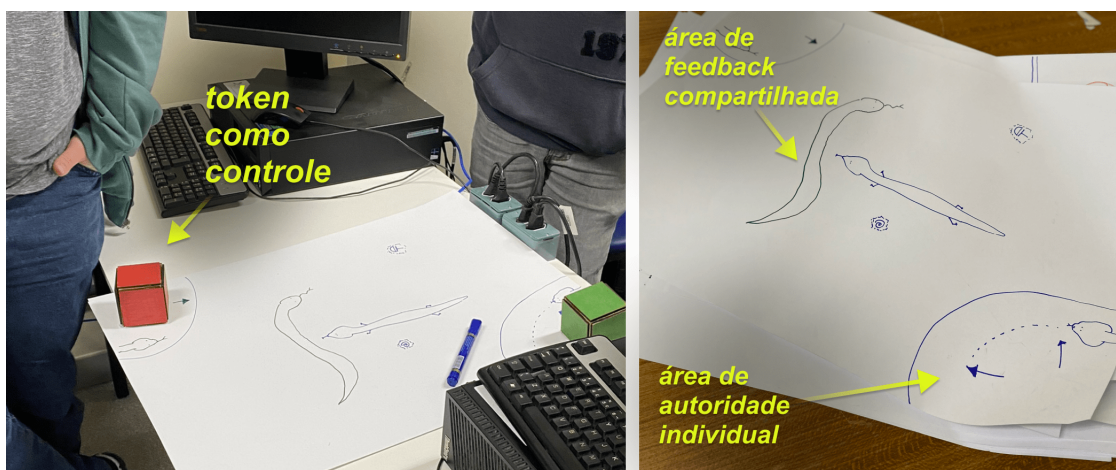 token
como
controle
área de
feedback
compartilhada
área de
autoridade
individual